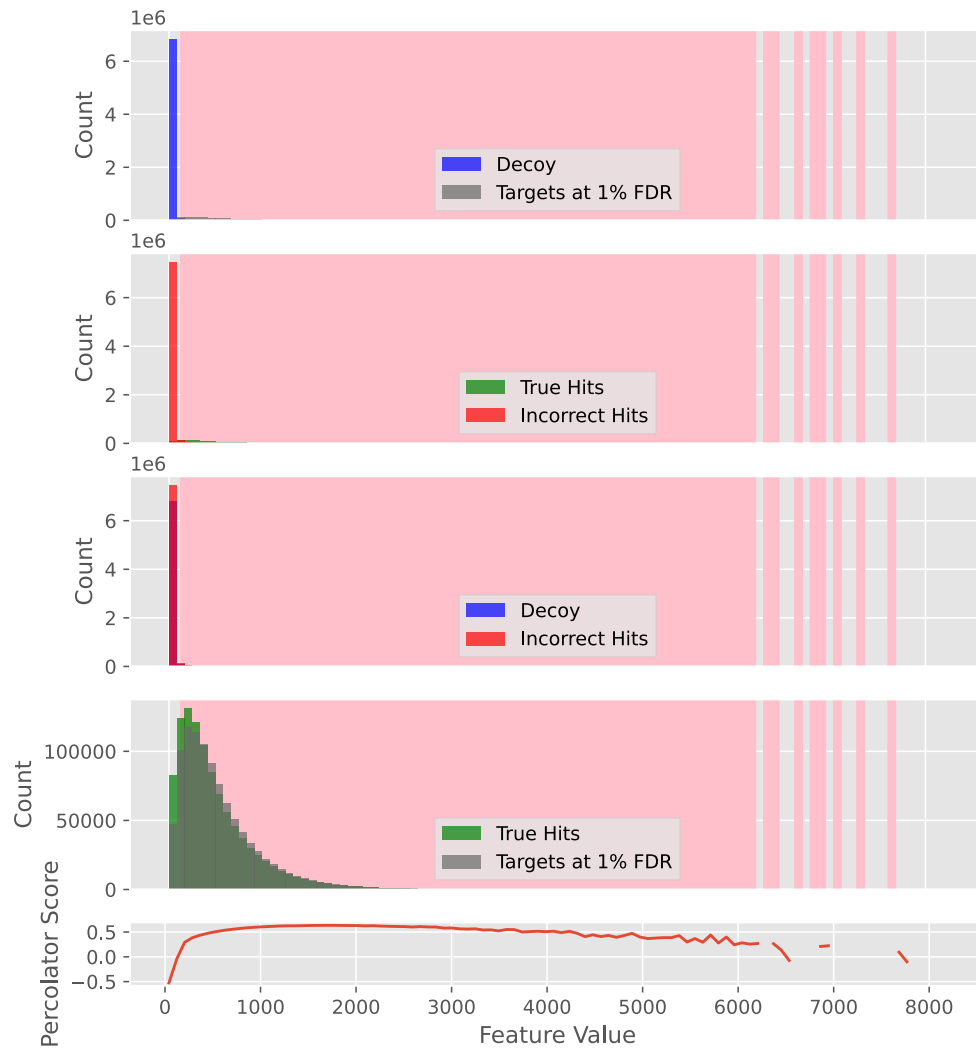 1e6
6
4
2
0
Count
Decoy
Targets at 1% FDR
1e6
6
4
2
0
Count
True Hits
Incorrect Hits
1e6
6
4
2
0
Count
Decoy
Incorrect Hits
100000
50000
0
Count
True Hits
Targets at 1% FDR
0.5
0.0
−0.5
Percolator Score
0 1000 2000 3000 4000 5000 6000 7000 8000
Feature Value